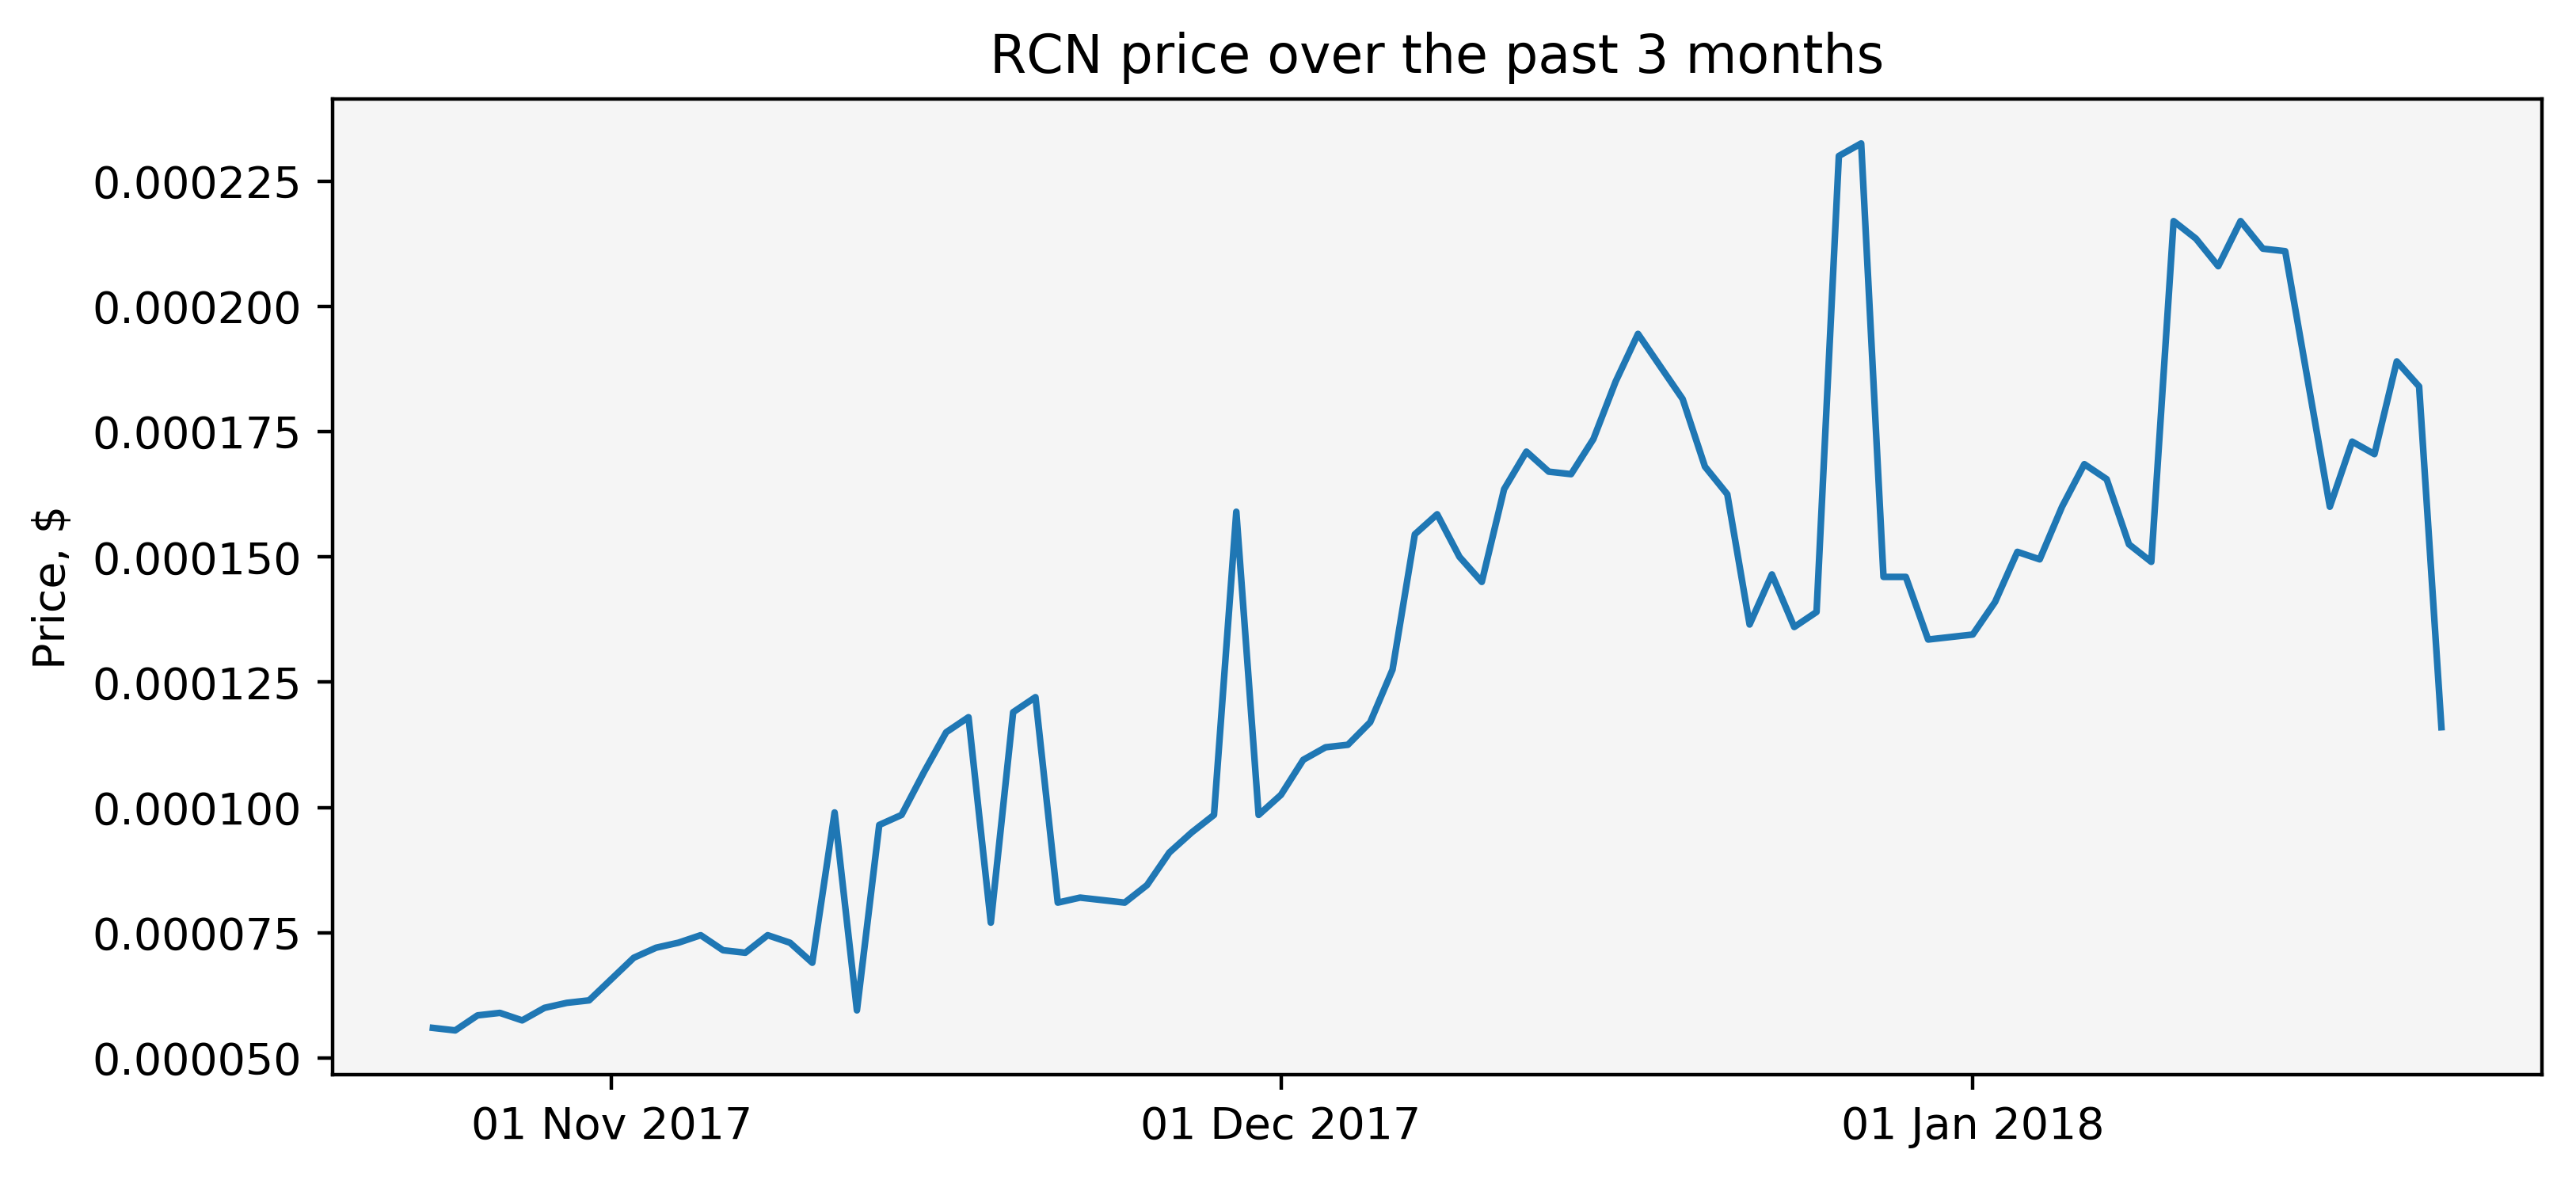 RCN price over the past 3 months
Price, $
0.000225
0.000200
0.000175
0.000150
0.000125
0.000100
0.000075
0.000050
01 Nov 2017
01 Dec 2017
01 Jan 2018